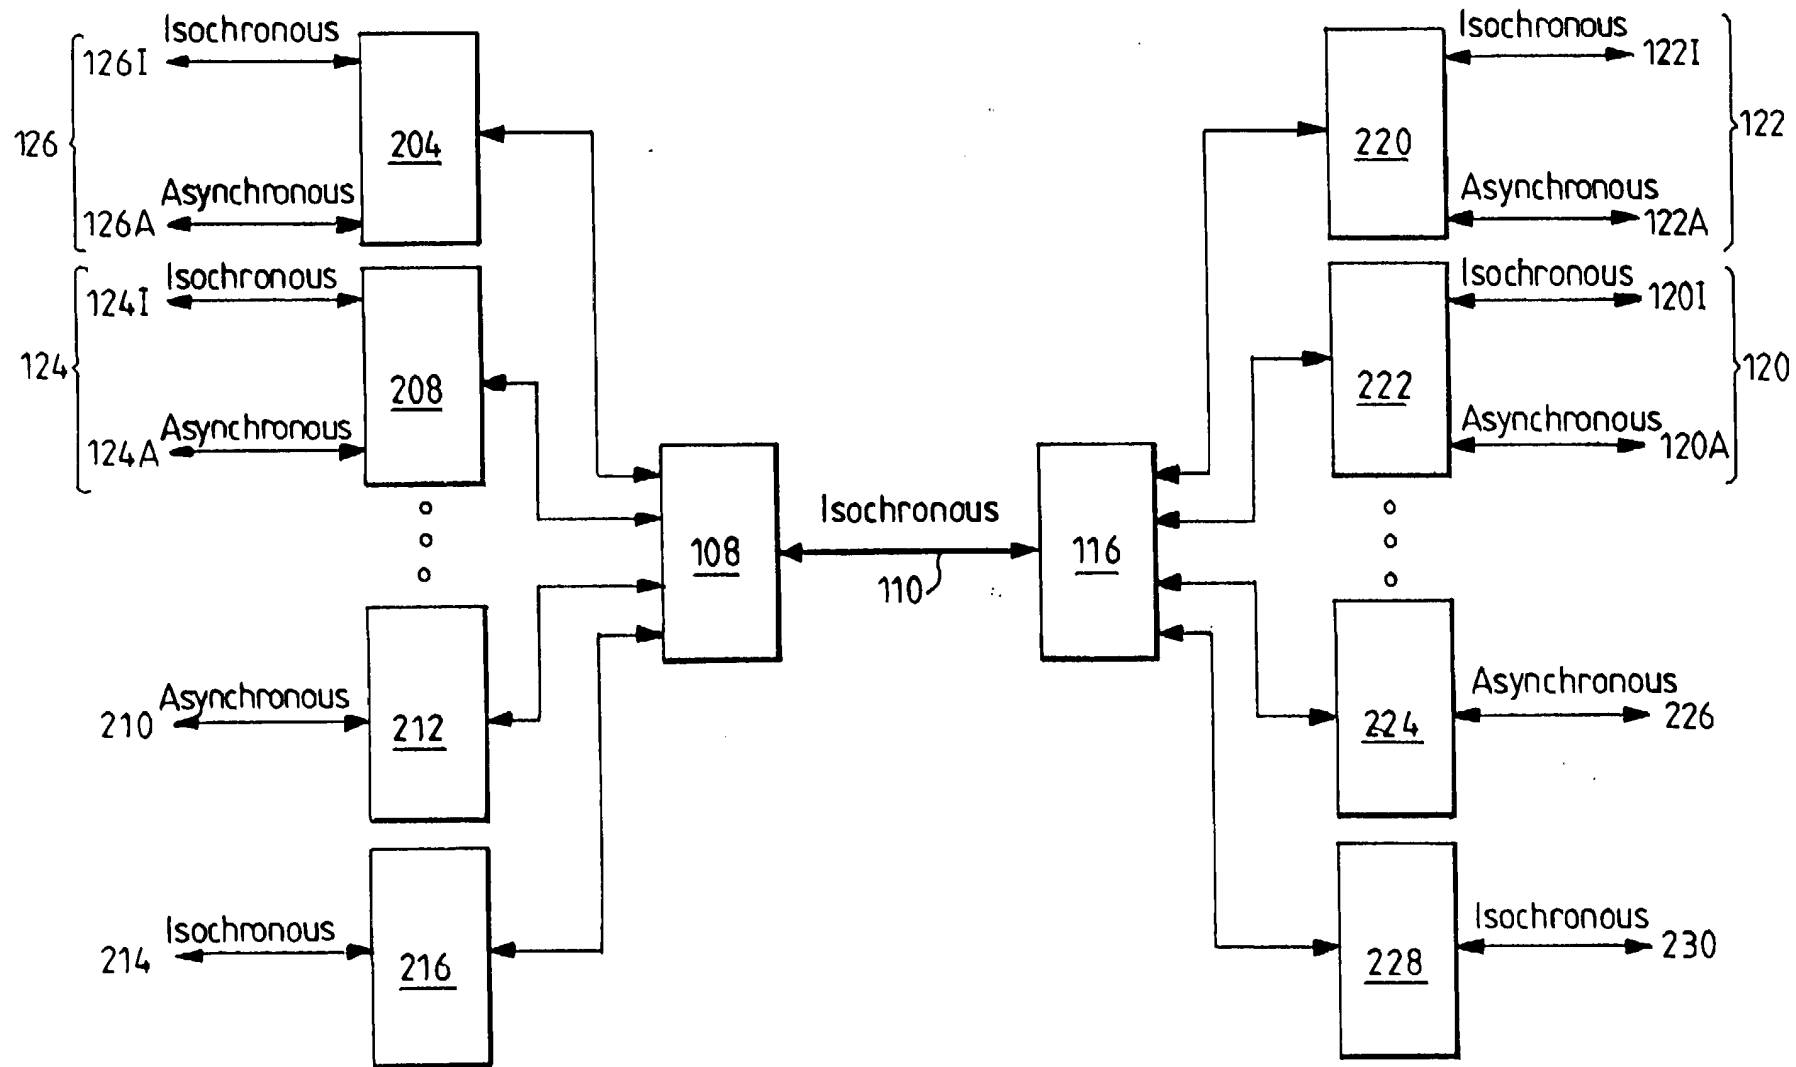 Isochronous
126I
126
204
Asynchronous
126A
Isochronous
124I
124
208
Asynchronous
124A
108
Isochronous
110
116
Asynchronous
210
212
Isochronous
214
216
Isochronous
122I
122
220
Asynchronous
122A
Isochronous
120I
120
222
Asynchronous
120A
Asynchronous
226
224
Isochronous
230
228